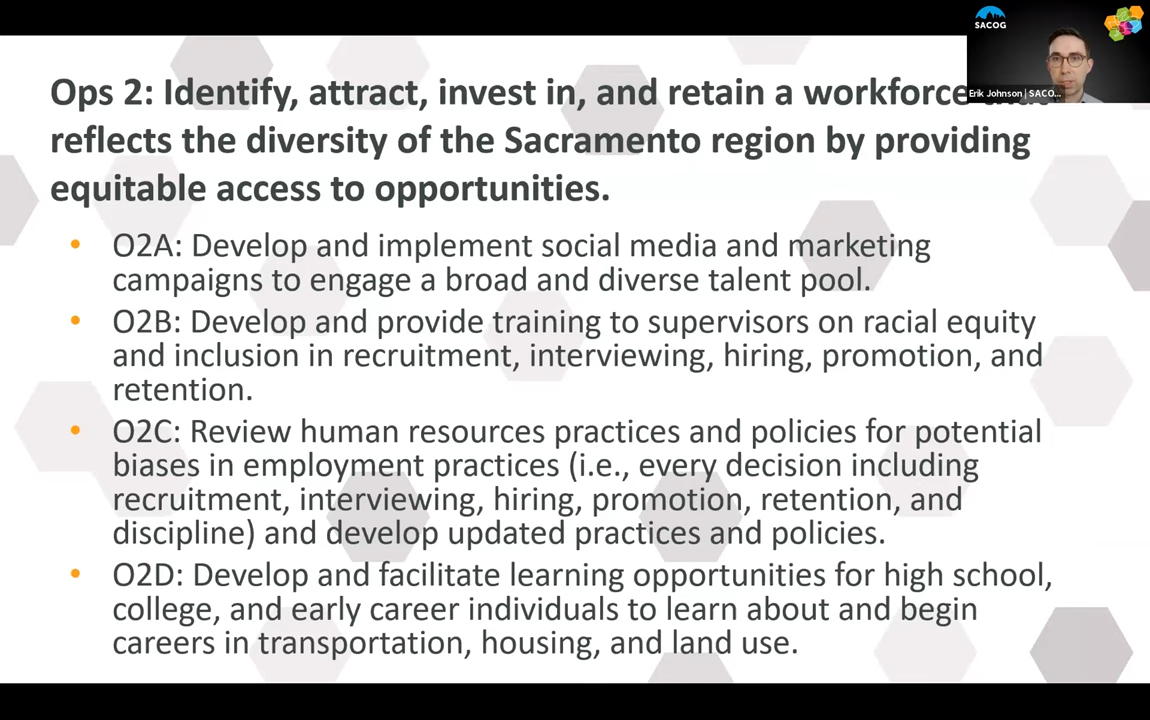 SACOG
Erik Johnson | SACO...
Ops 2: Identify, attract, invest in, and retain a workforce
reflects the diversity of the Sacramento region by providing
equitable access to opportunities.
• O2A: Develop and implement social media and marketing
campaigns to engage a broad and diverse talent pool.
• O2B: Develop and provide training to supervisors on racial equity
and inclusion in recruitment, interviewing, hiring, promotion, and
retention.
• O2C: Review human resources practices and policies for potential
biases in employment practices (i.e., every decision including
recruitment, interviewing, hiring, promotion, retention, and
discipline) and develop updated practices and policies.
• O2D: Develop and facilitate learning opportunities for high school,
college, and early career individuals to learn about and begin
careers in transportation, housing, and land use.